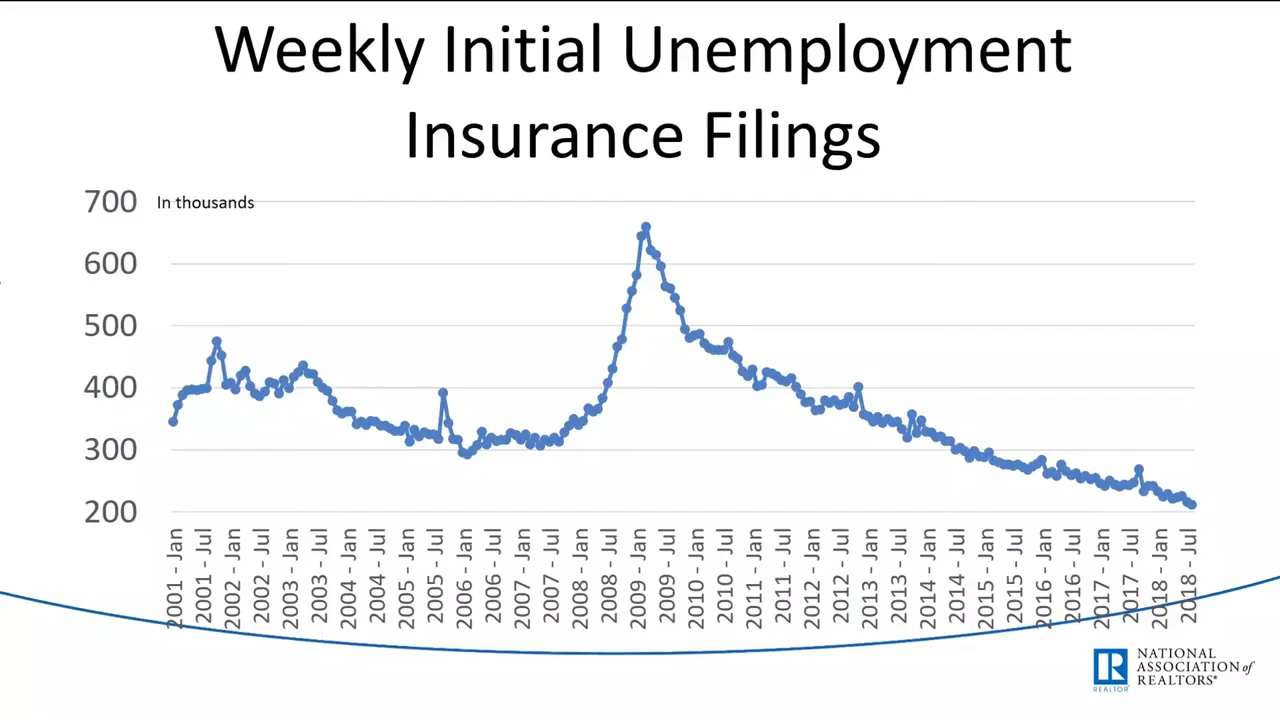 Weekly Initial Unemployment
Insurance Filings
700
In thousands
600
500
400
300
200
2001 - Jan
2001 - Jul
2002 - Jan
2002 - Jul
2003 - Jan
2003 - Jul
2004 - Jan
2004 - Jul
2005 - Jan
2005 - Jul
2006 - Jan
2006 - Jul
2007 - Jan
2007 - Jul
2008 - Jan
2008 - Jul
2009 - Jan
2009 - Jul
2010 - Jan
2010 - Jul
2011 - Jan
2011 - Jul
2012 - Jan
2012 - Jul
2013 - Jan
2013 - Jul
2014 - Jan
2014 - Jul
2015 - Jan
2015 - Jul
2016 - Jan
2016 - Jul
2017 - Jan
2017 - Jul
2018 - Jan
2018 - Jul
R
REALTOR®
NATIONAL
ASSOCIATION of
REALTORS®